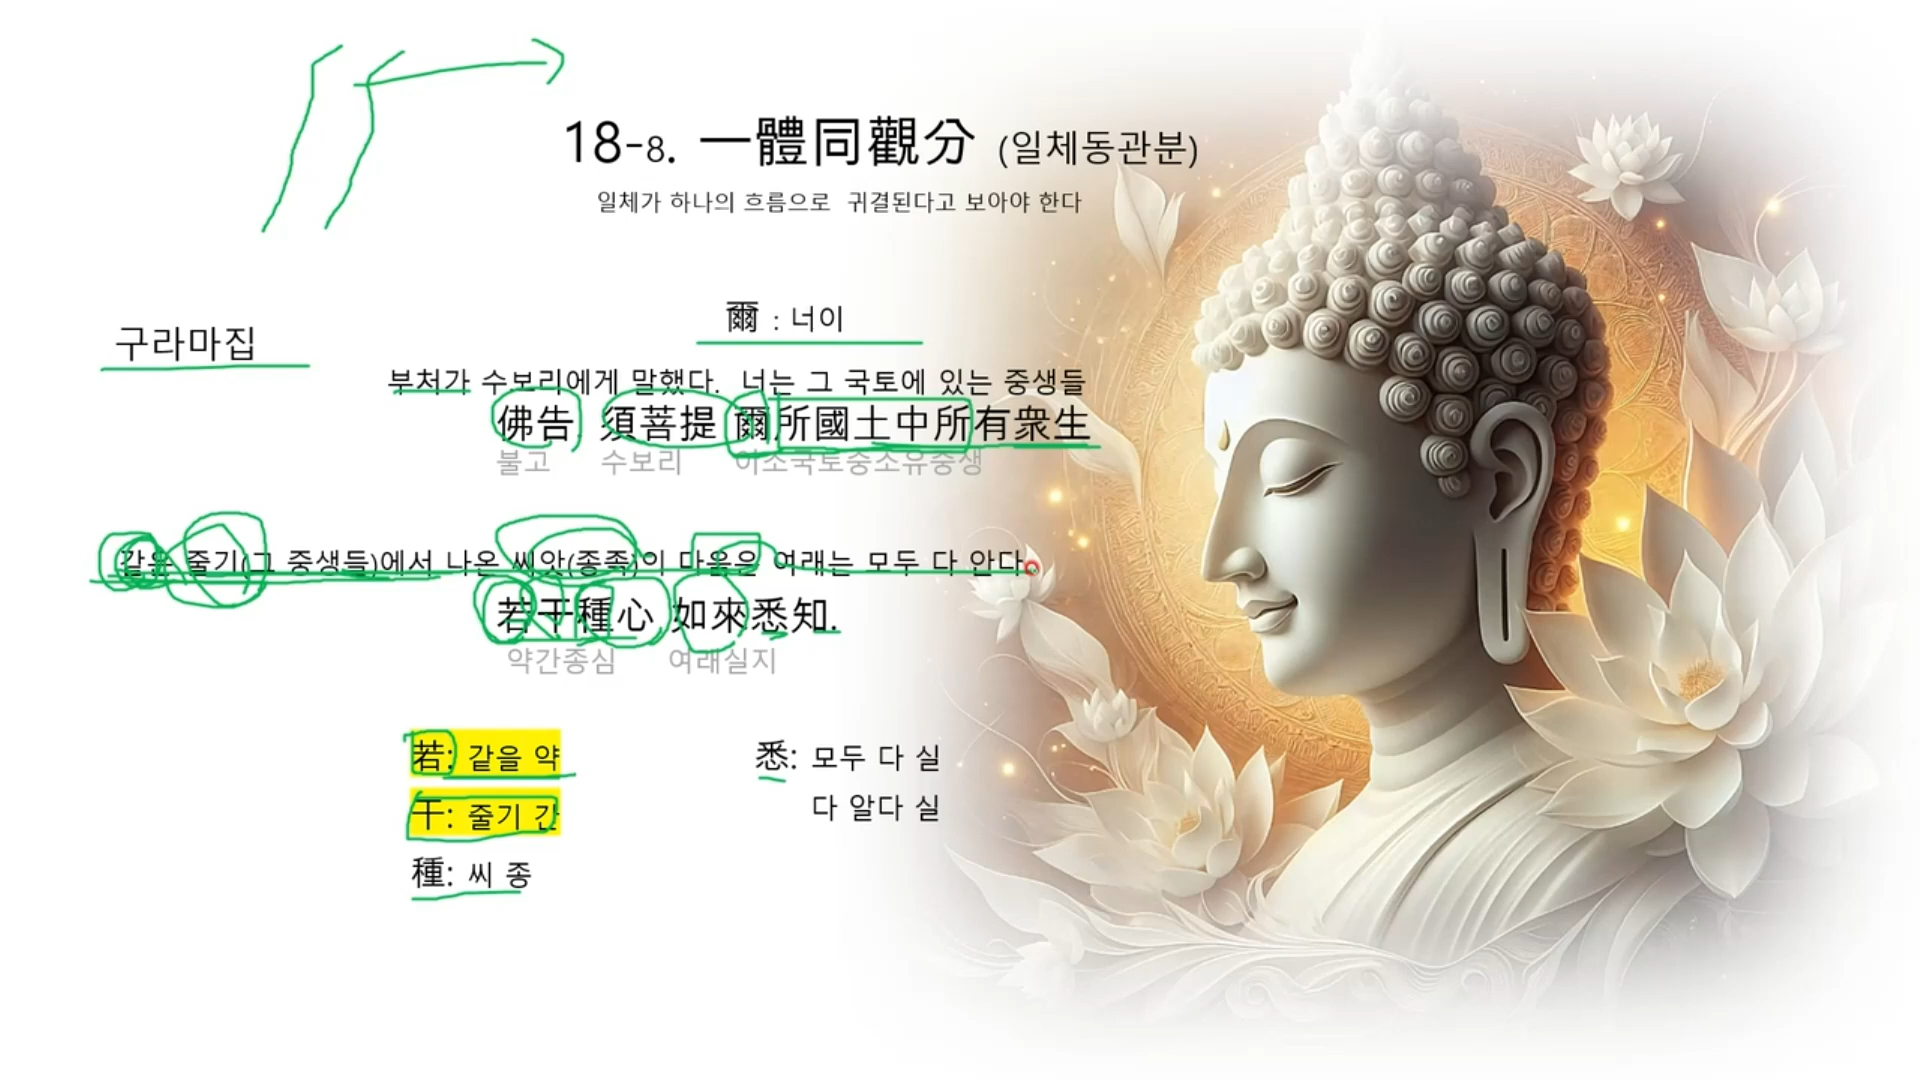 18-8. 一體同觀分 (일체동관분)
일체가 하나의 흐름으로 귀결된다고 보아야 한다
구라마집
爾 : 너이
부처가 수보리에게 말했다. 너는 그 국토에 있는 중생들
佛告 須菩提 爾所國土中所有衆生
불고 수보리 이소국토중소유중생
같은 줄기(그 중생들)에서 나온 씨앗(종족)의 마음은 여래는 모두 다 안다.
若干種心 如來悉知.
약간종심 여래실지
若: 같을 약
干: 줄기 간
種: 씨 종
悉: 모두 다 실
다 알다 실